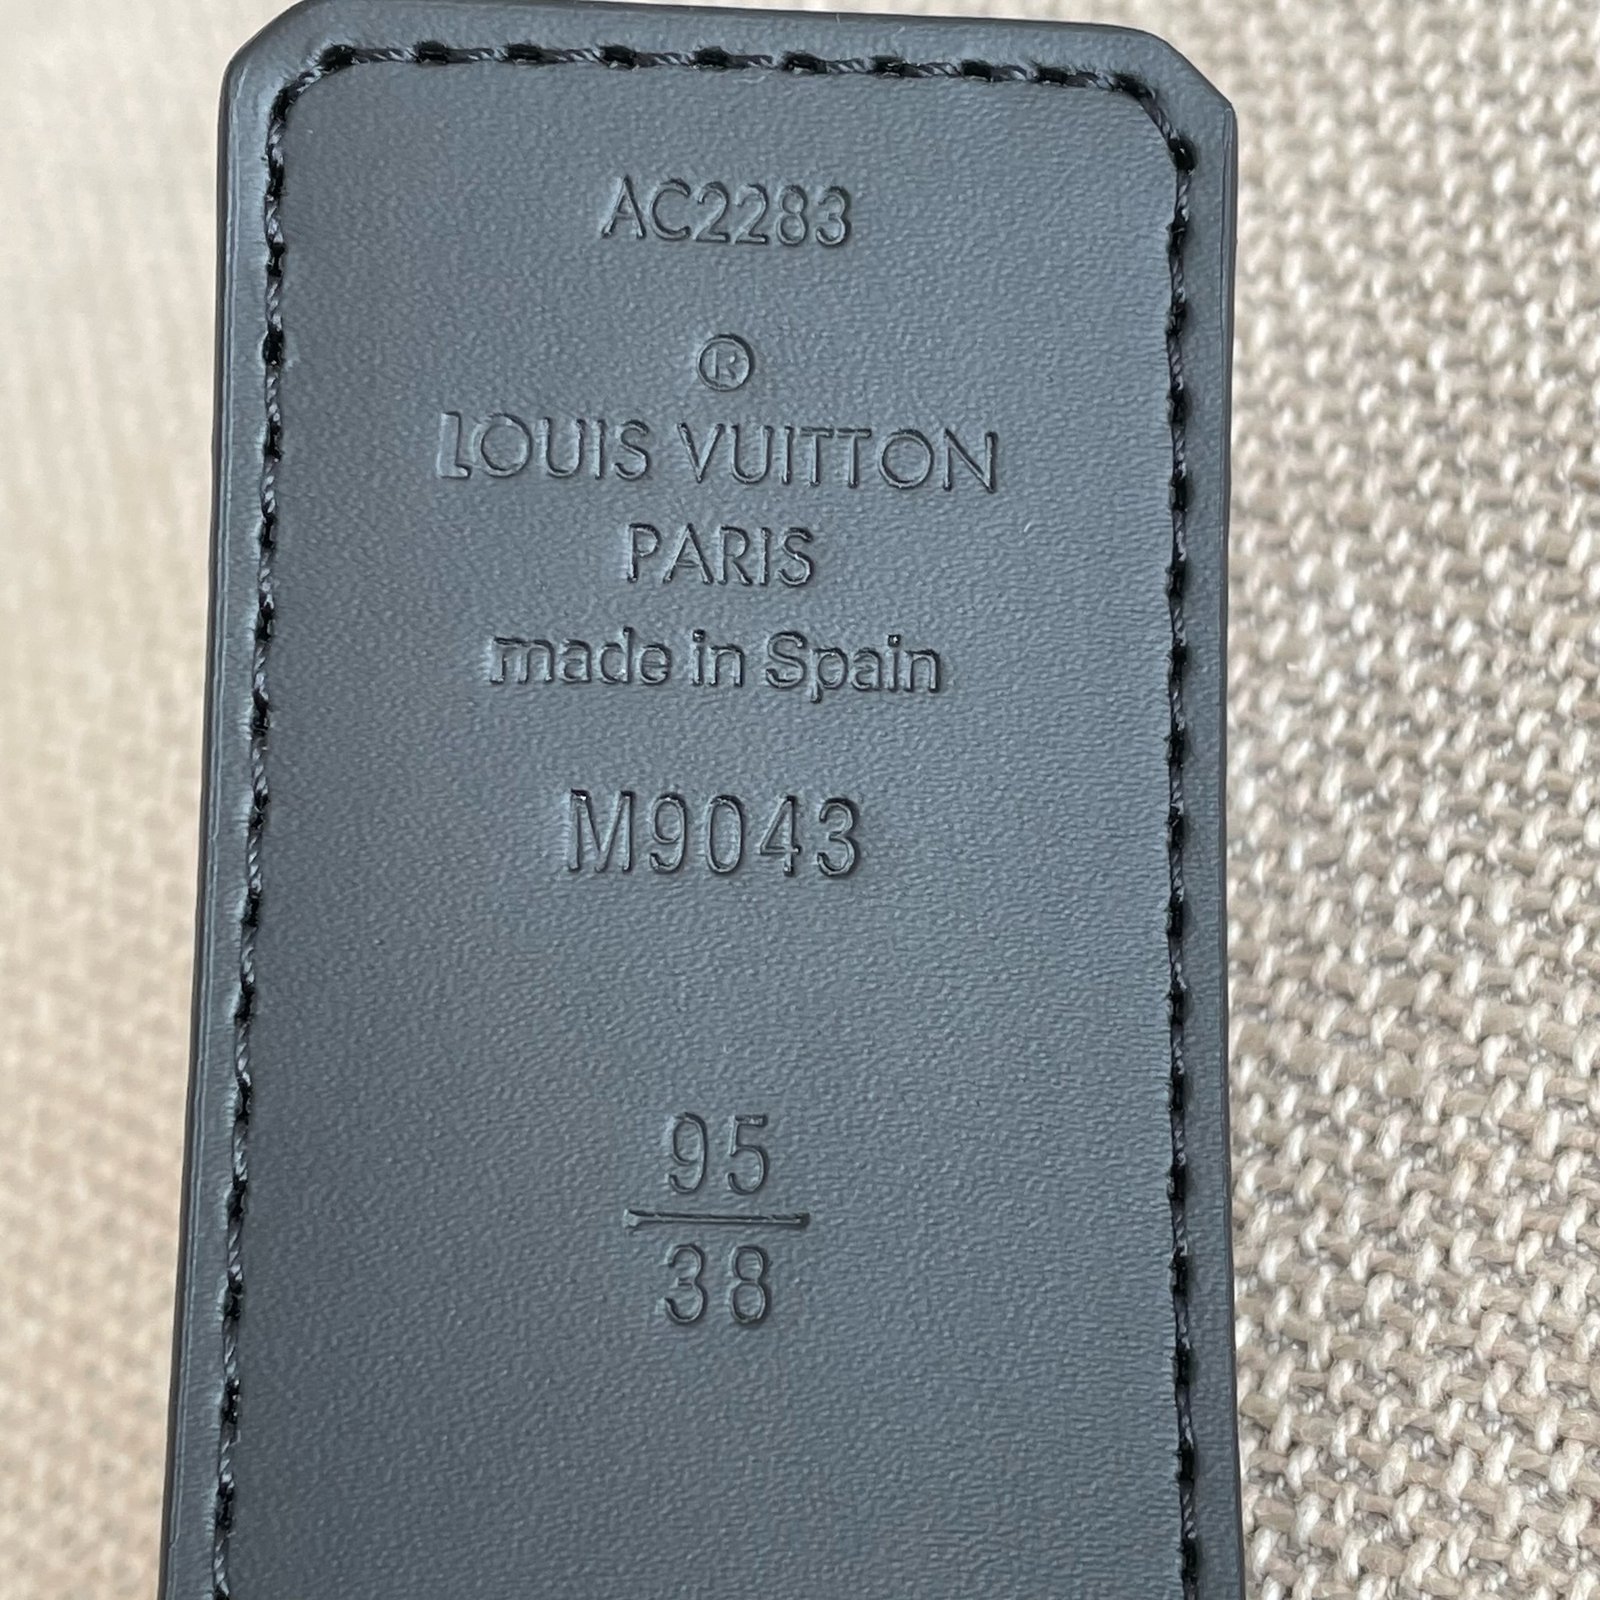 AC2283
®
LOUIS VUITTON
PARIS
made in Spain
M9043
95
38